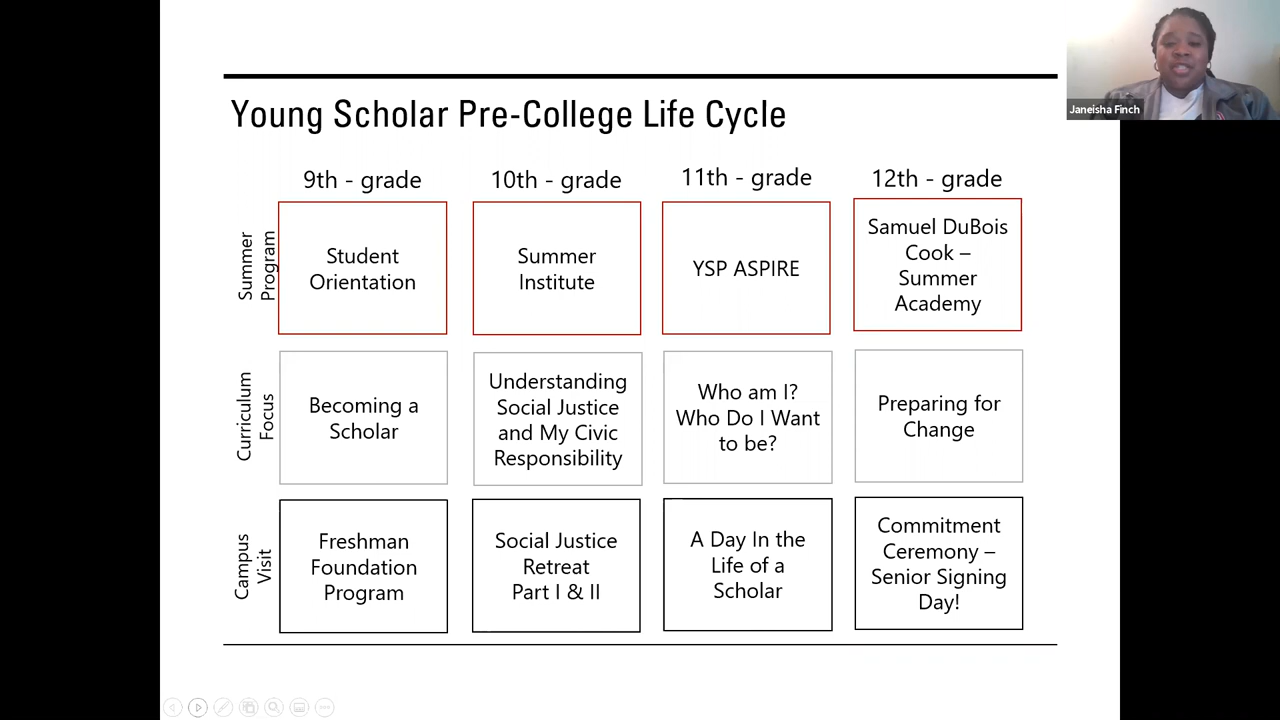 Janeisha Finch
Young Scholar Pre-College Life Cycle
9th - grade
10th - grade
11th - grade
12th - grade
Summer
Program
Student
Orientation
Summer
Institute
YSP ASPIRE
Samuel DuBois
Cook –
Summer
Academy
Curriculum
Focus
Becoming a
Scholar
Understanding
Social Justice
and My Civic
Responsibility
Who am I?
Who Do I Want
to be?
Preparing for
Change
Campus
Visit
Freshman
Foundation
Program
Social Justice
Retreat
Part I & II
A Day In the
Life of a
Scholar
Commitment
Ceremony –
Senior Signing
Day!